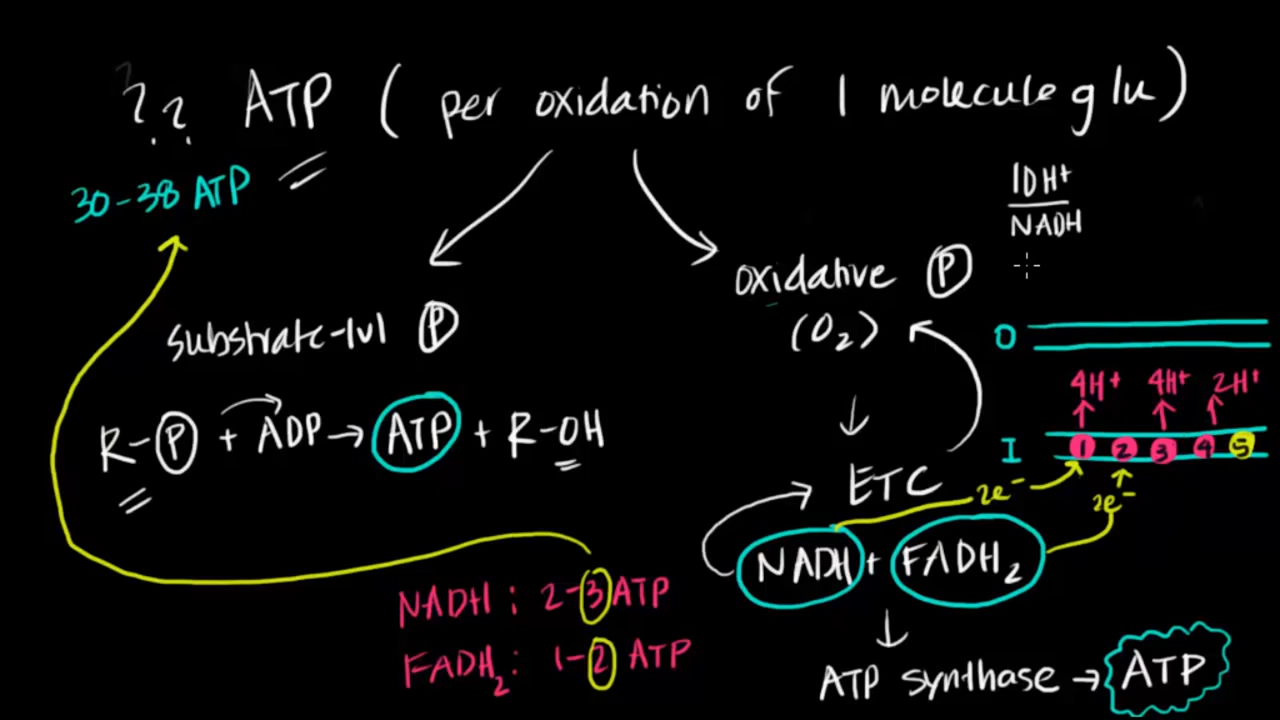 ?? ATP ( per oxidation of 1 molecule glu )
30-38 ATP
10H+
NADH
oxidative P
(O2)
substrate-lvl P
R-P + ADP → ATP + R-OH
O
4H+ 4H+ 2H+
I 1 2 3 4 5
ETC
2e- 2e-
NADH + FADH2
NADH : 2-3 ATP
FADH2 : 1-2 ATP
ATP synthase → ATP